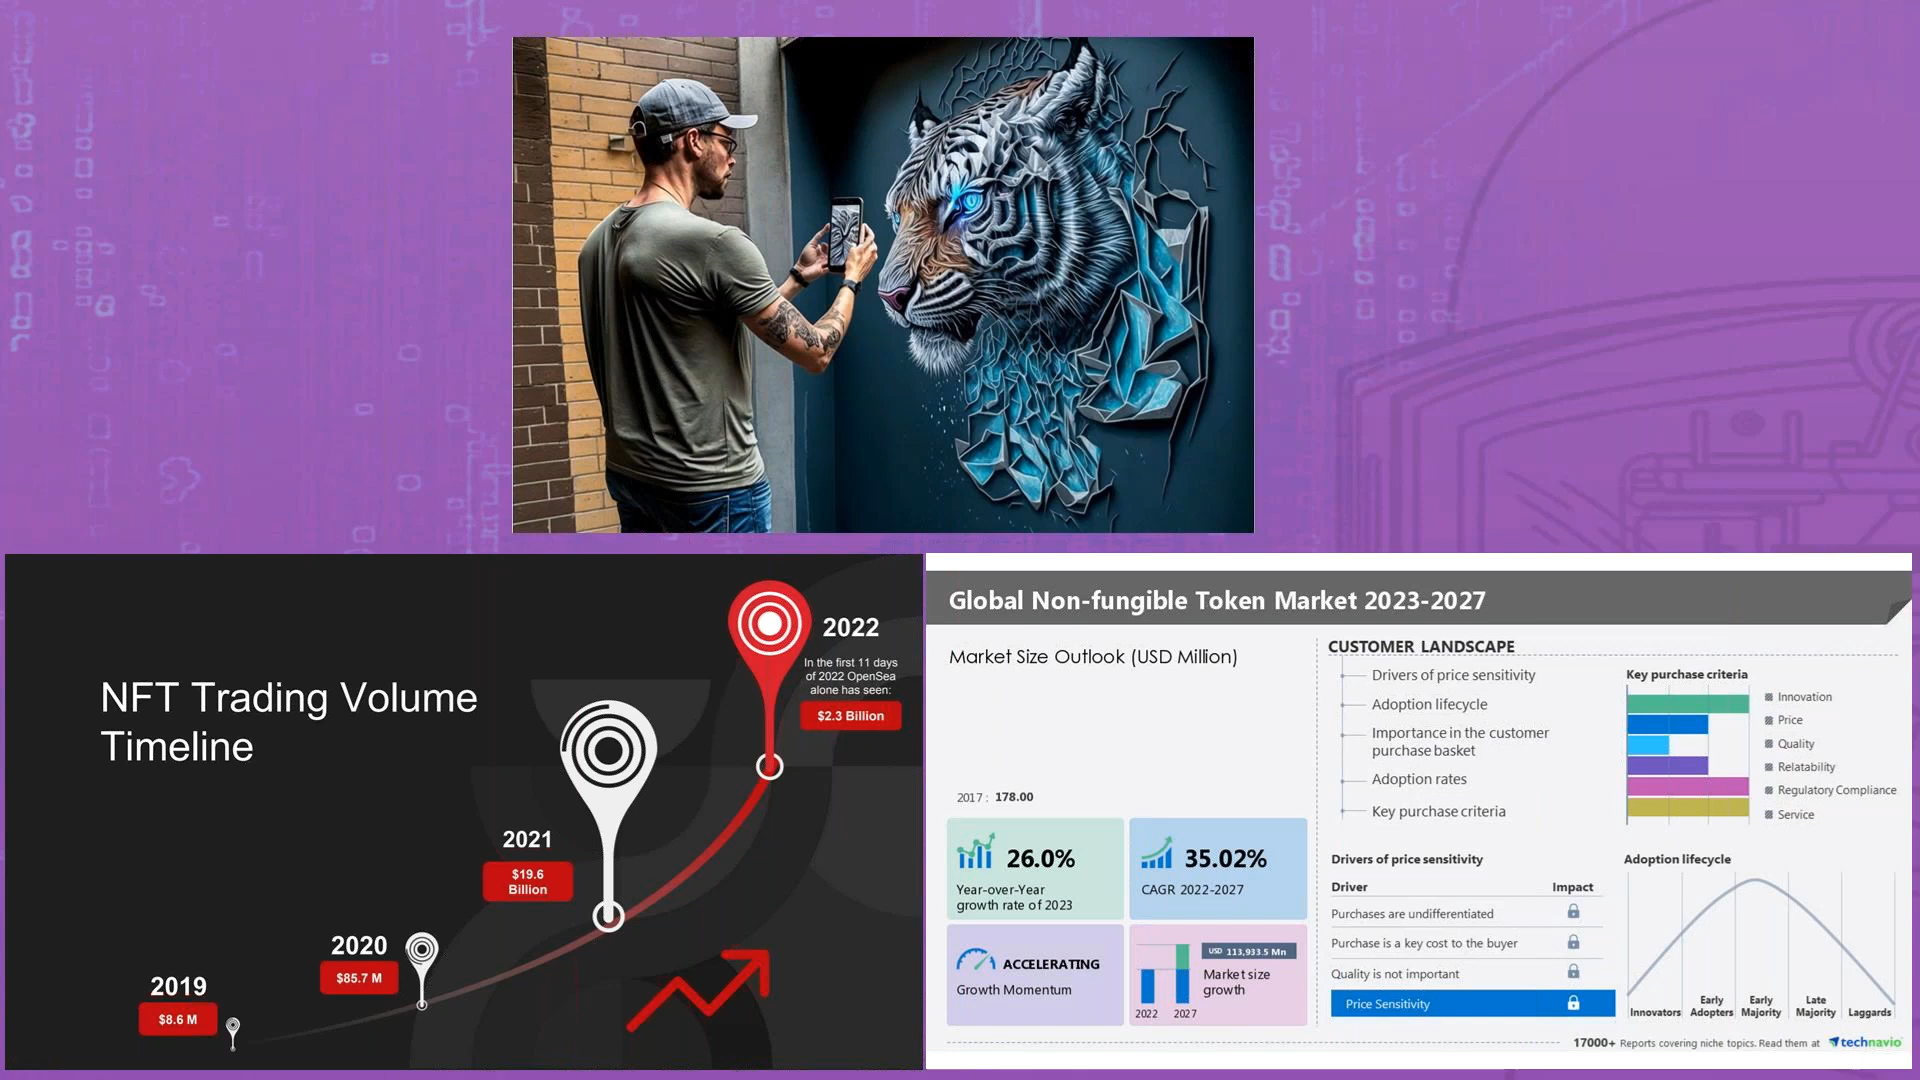 NFT Trading Volume
Timeline
2019
$8.6 M
2020
$85.7 M
2021
$19.6
Billion
2022
In the first 11 days
of 2022 OpenSea
alone has seen:
$2.3 Billion
Global Non-fungible Token Market 2023-2027
Market Size Outlook (USD Million)
2017 : 178.00
26.0%
Year-over-Year
growth rate of 2023
35.02%
CAGR 2022-2027
ACCELERATING
Growth Momentum
USD 113,933.5 Mn
Market size
growth
2022 2027
CUSTOMER LANDSCAPE
Drivers of price sensitivity
Adoption lifecycle
Importance in the customer
purchase basket
Adoption rates
Key purchase criteria
Key purchase criteria
Innovation
Price
Quality
Relatability
Regulatory Compliance
Service
Drivers of price sensitivity
Driver Impact
Purchases are undifferentiated
Purchase is a key cost to the buyer
Quality is not important
Price Sensitivity
Adoption lifecycle
Innovators
Early
Adopters
Early
Majority
Late
Majority
Laggards
17000+ Reports covering niche topics. Read them at technavio